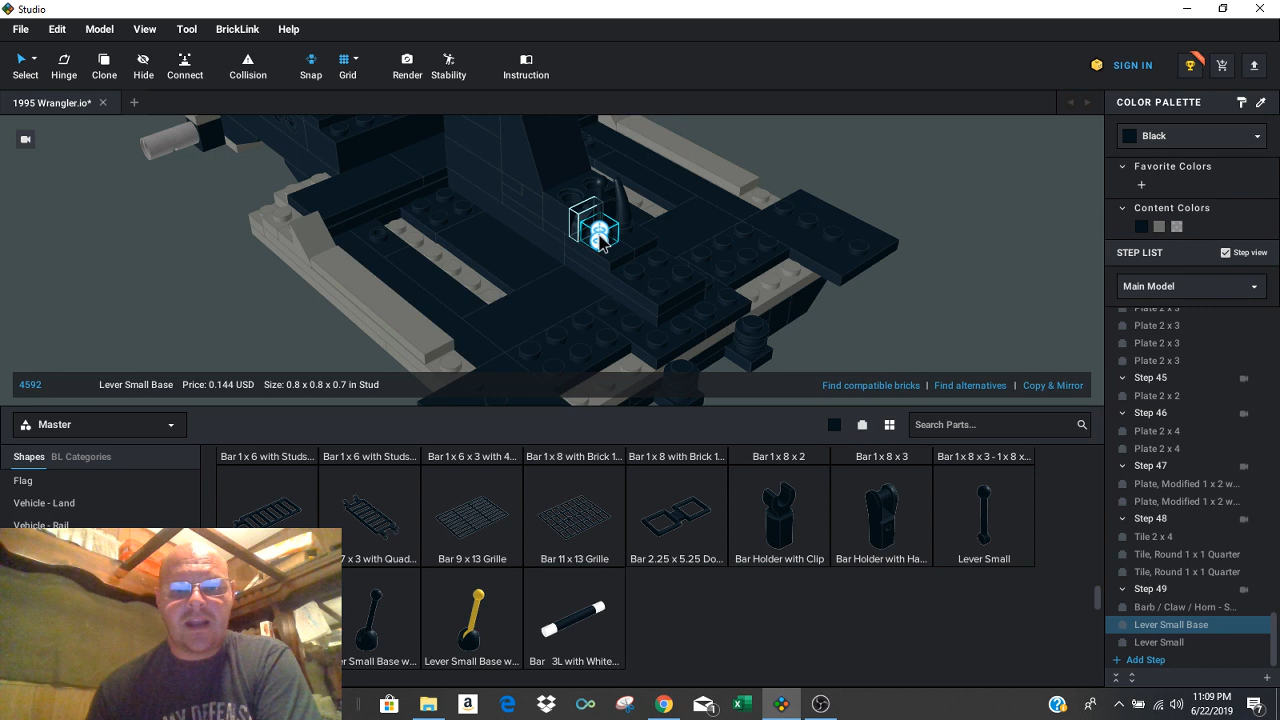 Studio
File Edit Model View Tool BrickLink Help
Select Hinge Clone Hide Connect Collision Snap Grid Render Stability Instruction
SIGN IN
1995 Wrangler.io*
COLOR PALETTE
Black
Favorite Colors
Content Colors
STEP LIST
Step view
Main Model
Plate 2 x 3
Plate 2 x 3
Plate 2 x 3
Plate 2 x 3
Step 45
Plate 2 x 2
Step 46
Plate 2 x 4
Plate 2 x 4
Step 47
Plate, Modified 1 x 2 w...
Plate, Modified 1 x 2 w...
Step 48
Tile 2 x 4
Tile, Round 1 x 1 Quarter
Tile, Round 1 x 1 Quarter
Step 49
Barb / Claw / Horn - S...
Lever Small Base
Lever Small
+ Add Step
4592 Lever Small Base Price: 0.144 USD Size: 0.8 x 0.8 x 0.7 in Stud
Find compatible bricks | Find alternatives | Copy & Mirror
Master
Search Parts...
Shapes BL Categories
Flag
Vehicle - Land
Vehicle - Rail
Bar 1 x 6 with Studs... Bar 1 x 6 with Studs... Bar 1 x 6 x 3 with 4... Bar 1 x 8 with Brick 1... Bar 1 x 8 with Brick 1... Bar 1 x 8 x 2 Bar 1 x 8 x 3 Bar 1 x 8 x 3 - 1 x 8 x...
7 x 3 with Quad... Bar 9 x 13 Grille Bar 11 x 13 Grille Bar 2.25 x 5.25 Do... Bar Holder with Clip Bar Holder with Ha... Lever Small
er Small Base w... Lever Small Base w... Bar 3L with White...
MY DEFENS
1
11:09 PM
6/22/2019
7